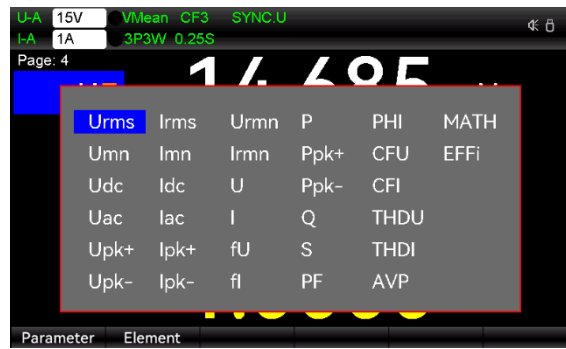 U-A 15V VMean CF3 SYNC.U
I-A 1A 3P3W 0.25S
Page: 4
14.685
Urms Irms Urmn P PHI MATH
Umn Imn Irmn Ppk+ CFU EFFi
Udc Idc U Ppk- CFI
Uac Iac I Q THDU
Upk+ Ipk+ fU S THDI
Upk- Ipk- fI PF AVP
Parameter Element